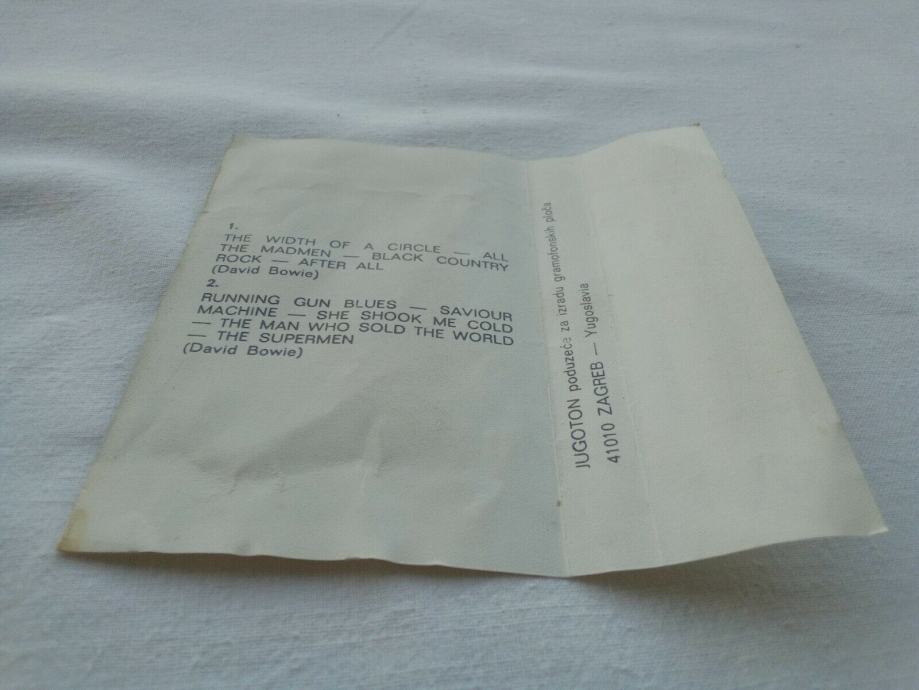 1.
THE WIDTH OF A CIRCLE — ALL
THE MADMEN — BLACK COUNTRY
ROCK — AFTER ALL
(David Bowie)
2.
RUNNING GUN BLUES — SAVIOUR
MACHINE — SHE SHOOK ME COLD
— THE MAN WHO SOLD THE WORLD
— THE SUPERMEN
(David Bowie)
JUGOTON poduzeće za izradu gramofonskih ploča
41010 ZAGREB — Yugoslavia